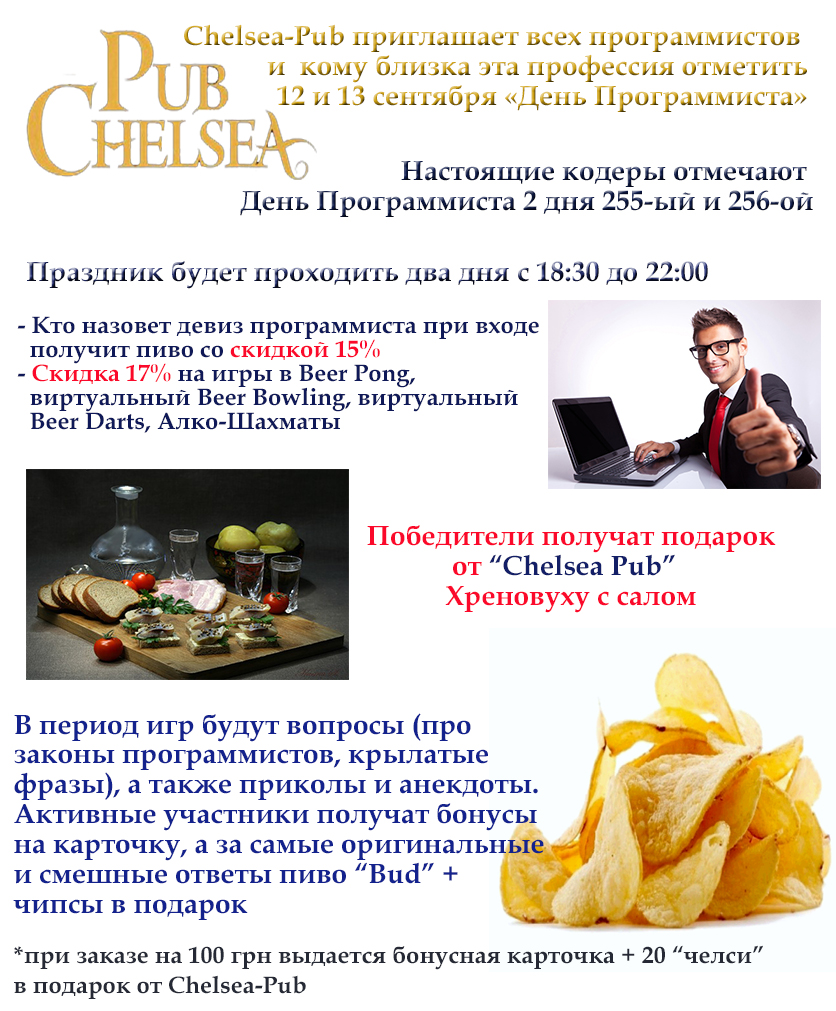 PUB
CHELSEA
Chelsea-Pub приглашает всех программистов
и кому близка эта профессия отметить
12 и 13 сентября «День Программиста»
Настоящие кодеры отмечают
День Программиста 2 дня 255-ый и 256-ой
Праздник будет проходить два дня с 18:30 до 22:00
- Кто назовет девиз программиста при входе
получит пиво со скидкой 15%
- Скидка 17% на игры в Beer Pong,
виртуальный Beer Bowling, виртуальный
Beer Darts, Алко-Шахматы
Победители получат подарок
от “Chelsea Pub”
Хреновуху с салом
В период игр будут вопросы (про
законы программистов, крылатые
фразы), а также приколы и анекдоты.
Активные участники получат бонусы
на карточку, а за самые оригинальные
и смешные ответы пиво “Bud” +
чипсы в подарок
*при заказе на 100 грн выдается бонусная карточка + 20 “челси”
в подарок от Chelsea-Pub